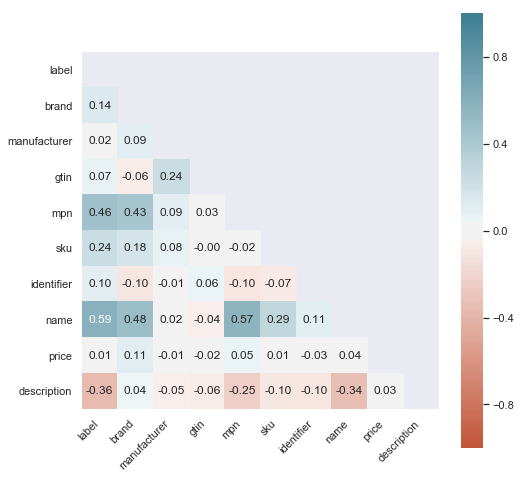 label
brand 0.14
manufacturer 0.02 0.09
gtin 0.07 -0.06 0.24
mpn 0.46 0.43 0.09 0.03
sku 0.24 0.18 0.08 -0.00 -0.02
identifier 0.10 -0.10 -0.01 0.06 -0.10 -0.07
name 0.59 0.48 0.02 -0.04 0.57 0.29 0.11
price 0.01 0.11 -0.01 -0.02 0.05 0.01 -0.03 0.04
description -0.36 0.04 -0.05 -0.06 -0.25 -0.10 -0.10 -0.34 0.03
label brand manufacturer gtin mpn sku identifier name price description
0.8
0.4
0.0
-0.4
-0.8